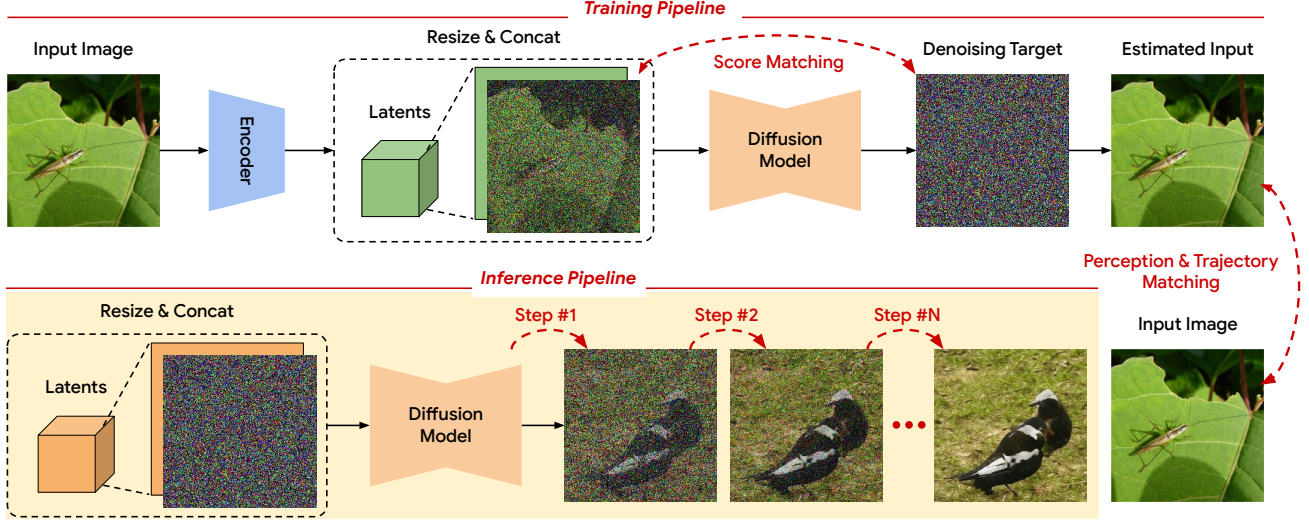 Training Pipeline
Input Image
Encoder
Resize & Concat
Latents
Score Matching
Diffusion
Model
Denoising Target
Estimated Input
Perception & Trajectory
Matching
Input Image
Inference Pipeline
Resize & Concat
Latents
Diffusion
Model
Step #1
Step #2
Step #N